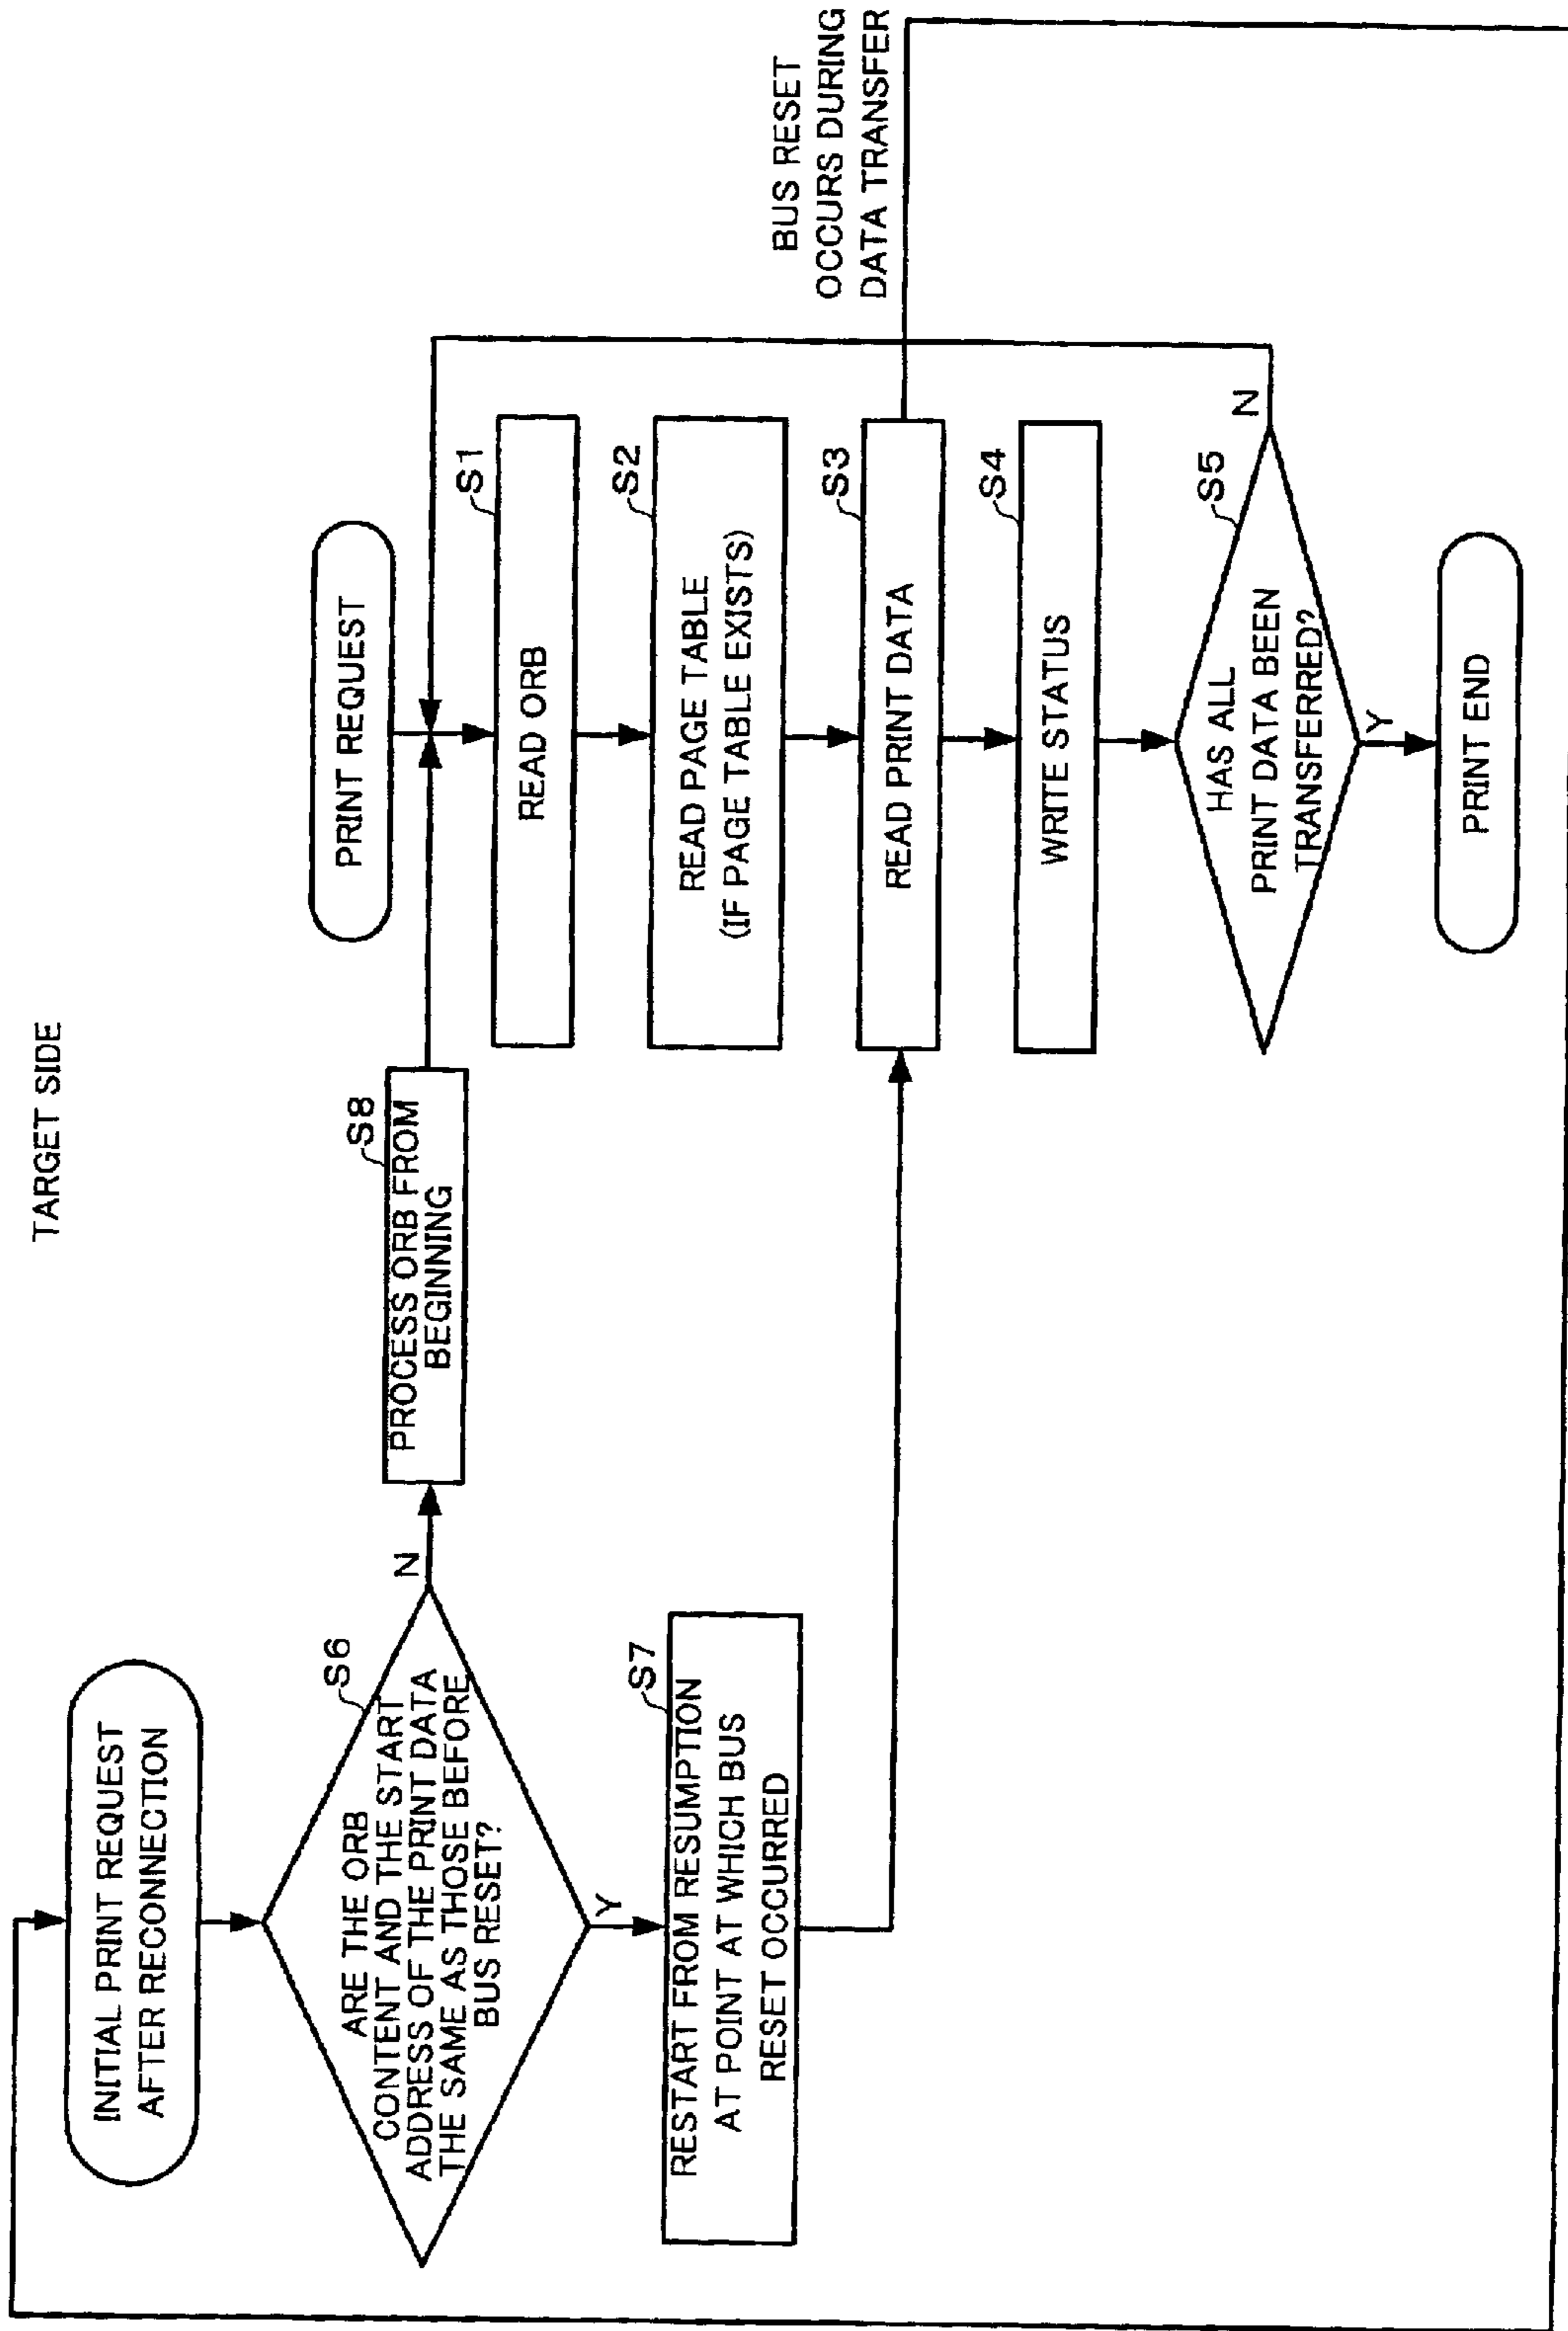 TARGET SIDE
INITIAL PRINT REQUEST
AFTER RECONNECTION
S6
ARE THE ORB
CONTENT AND THE START
ADDRESS OF THE PRINT DATA
THE SAME AS THOSE BEFORE
BUS RESET?
N
Y
S7
RESTART FROM RESUMPTION
AT POINT AT WHICH BUS
RESET OCCURRED
S8
PROCESS ORB FROM
BEGINNING
PRINT REQUEST
S1
READ ORB
S2
READ PAGE TABLE
(IF PAGE TABLE EXISTS)
S3
READ PRINT DATA
S4
WRITE STATUS
S5
HAS ALL
PRINT DATA BEEN
TRANSFERRED?
N
Y
PRINT END
BUS RESET
OCCURS DURING
DATA TRANSFER